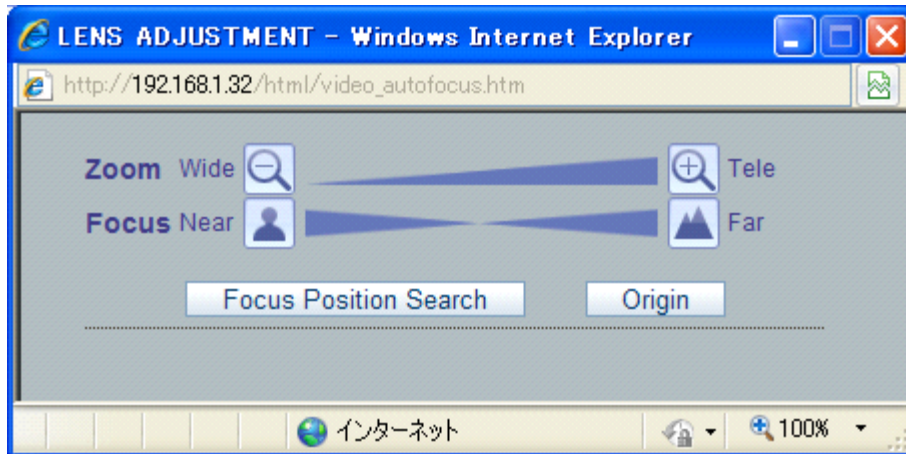 LENS ADJUSTMENT - Windows Internet Explorer
http://192.168.1.32/html/video_autofocus.htm
Zoom Wide Tele
Focus Near Far
Focus Position Search Origin
インターネット 100%